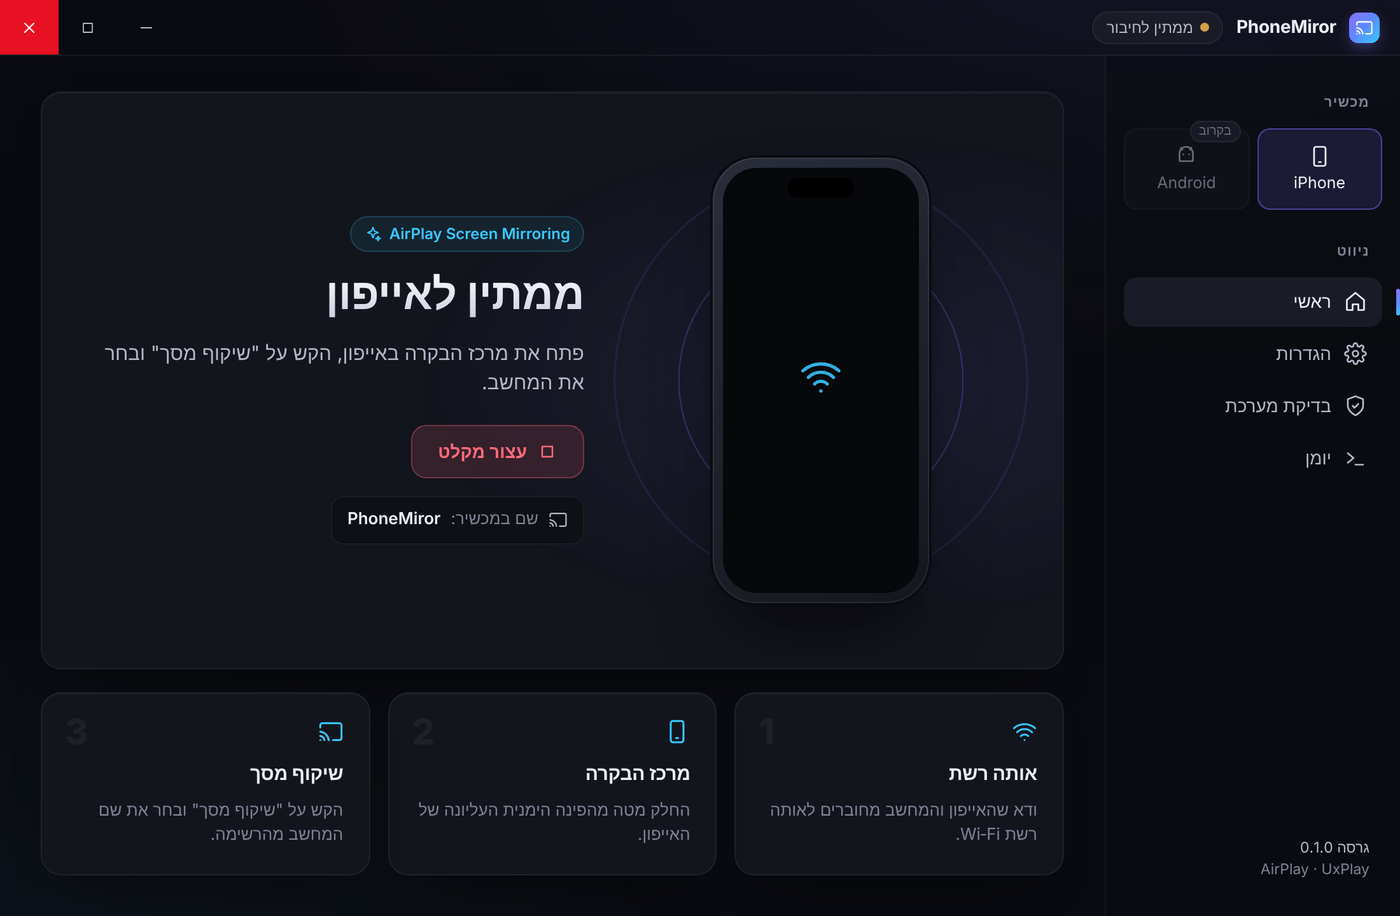 PhoneMiror
ממתין לחיבור
מכשיר
iPhone
Android
בקרוב
ניווט
ראשי
הגדרות
בדיקת מערכת
יומן
גרסה 0.1.0
AirPlay · UxPlay
AirPlay Screen Mirroring
ממתין לאייפון
פתח את מרכז הבקרה באייפון, הקש על "שיקוף מסך" ובחר
את המחשב.
עצור מקלט
שם במכשיר: PhoneMiror
1
אותה רשת
ודא שהאייפון והמחשב מחוברים לאותה
רשת Wi-Fi.
2
מרכז הבקרה
החלק מטה מהפינה הימנית העליונה של
האייפון.
3
שיקוף מסך
הקש על "שיקוף מסך" ובחר את שם
המחשב מהרשימה.